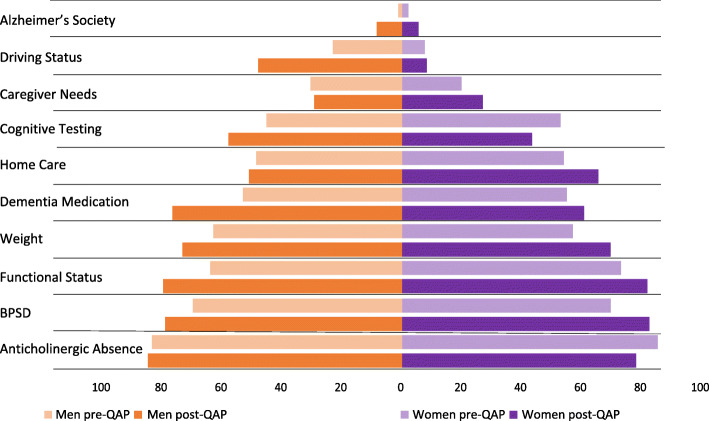 Alzheimer’s Society
Driving Status
Caregiver Needs
Cognitive Testing
Home Care
Dementia Medication
Weight
Functional Status
BPSD
Anticholinergic Absence
100 80 60 40 20 0 20 40 60 80 100
Men pre-QAP Men post-QAP Women pre-QAP Women post-QAP